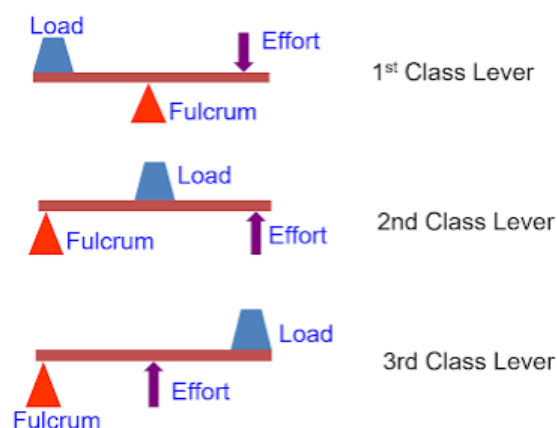 Load
Effort
1st Class Lever
Fulcrum
Load
2nd Class Lever
Fulcrum
Effort
Load
3rd Class Lever
Effort
Fulcrum